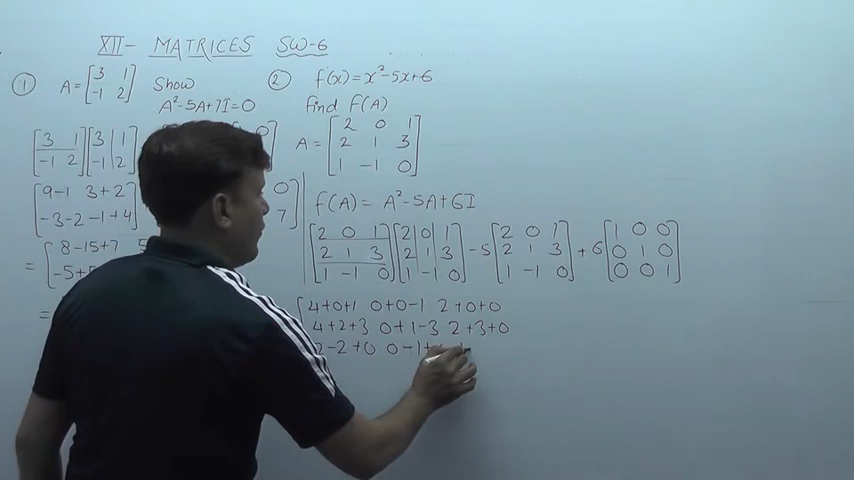 XII - MATRICES SW-6
① A = [3 1 Show
-1 2] A²-5A+7I=0
[3 1 [3 1
-1 2] -1 2]
[9-1 3+2 0
-3-2 -1+4 7]
= [8-15+7
-5+5
=
② f(x) = x²-5x+6
find f(A)
A = [2 0 1
2 1 3
1 -1 0]
f(A) = A²-5A+6I
[2 0 1 [2 0 1 -5 [2 0 1 + 6 [1 0 0
2 1 3 2 1 3 2 1 3 0 1 0
1 -1 0] 1 -1 0] 1 -1 0] 0 0 1]
[4+0+1 0+0-1 2+0+0
4+2+3 0+1-3 2+3+0
2-2+0 0-1+